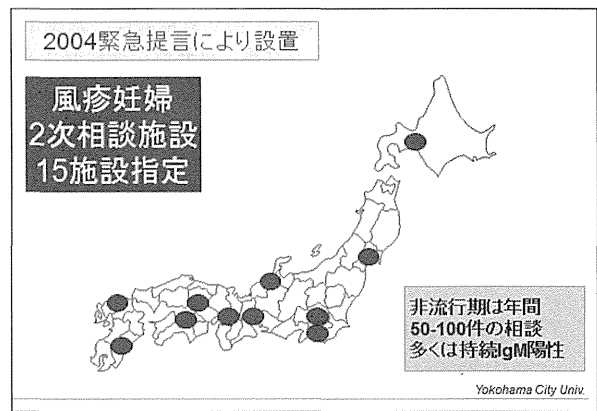 2004緊急提言により設置
風疹妊婦
2次相談施設
15施設指定
非流行期は年間
50-100件の相談
多くは持続IgM陽性
Yokohama City Univ.